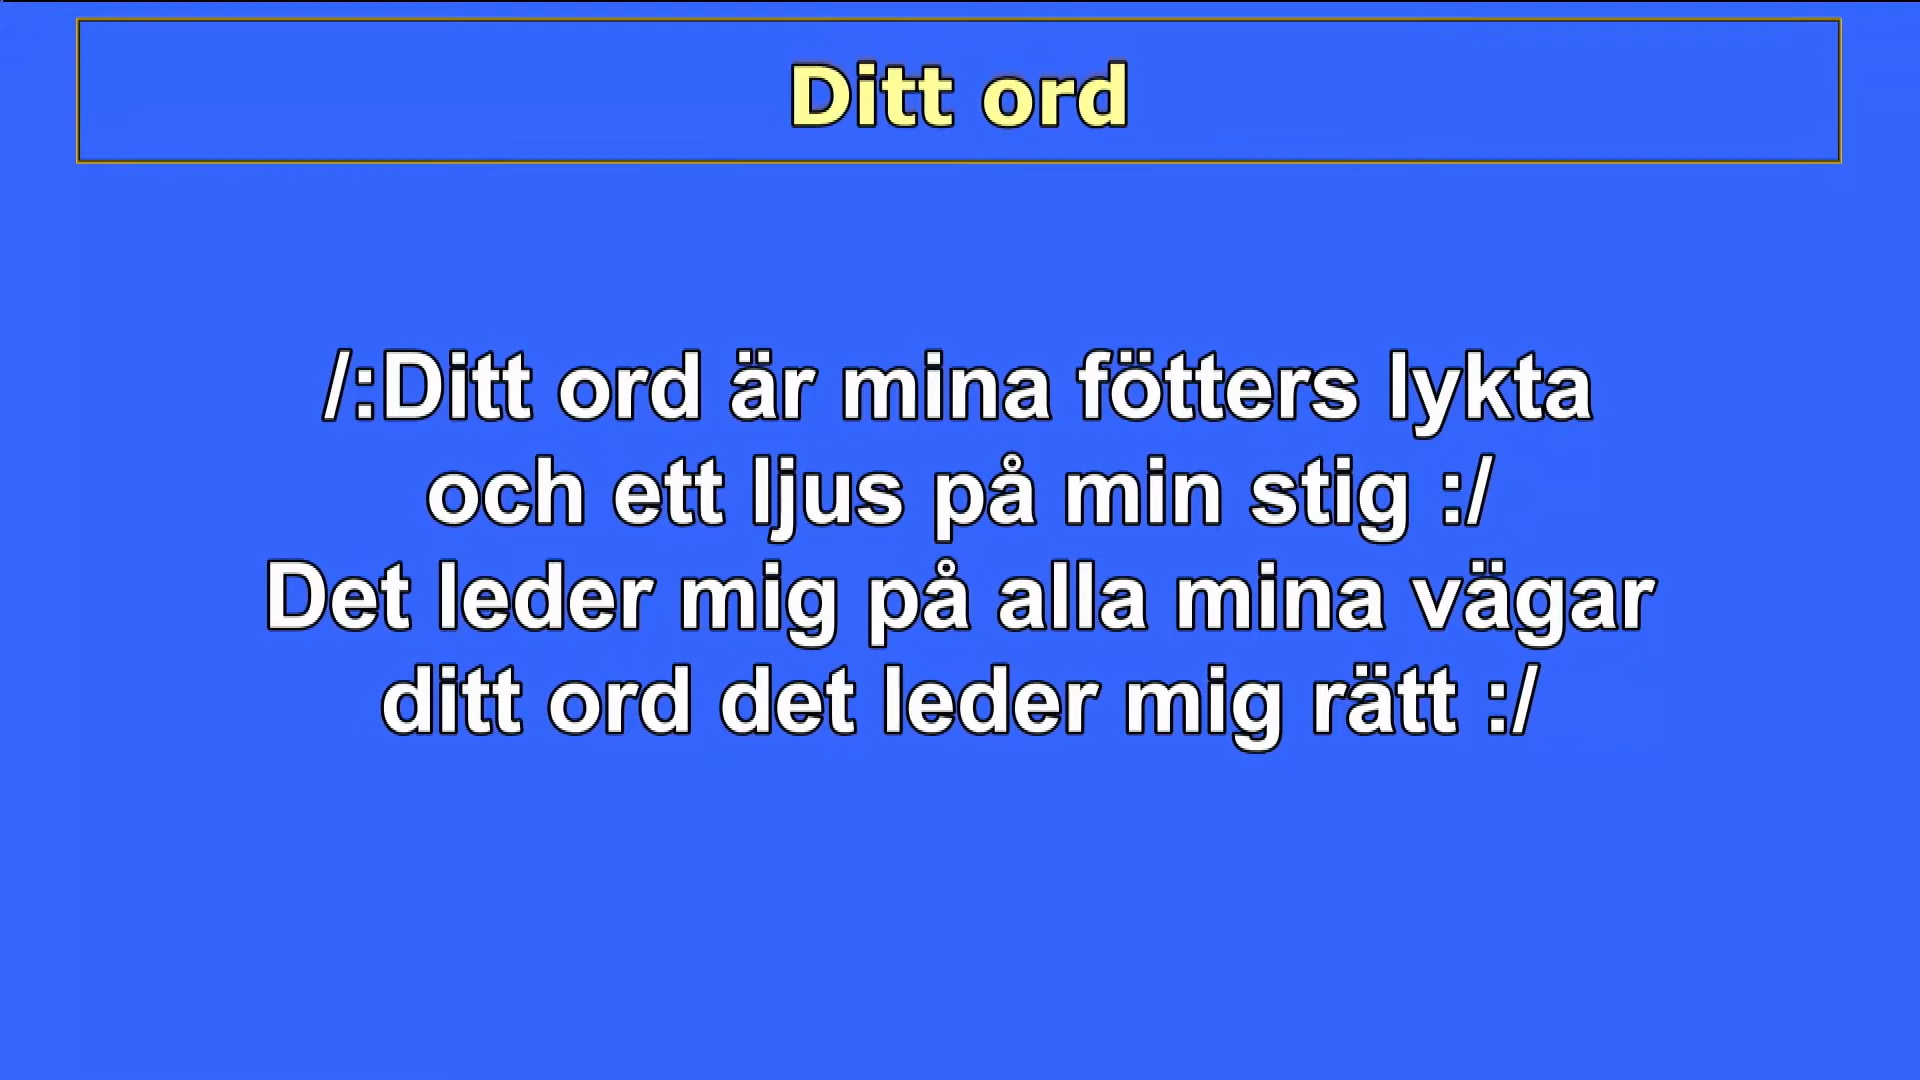 Ditt ord
/:Ditt ord är mina fötters lykta
och ett ljus på min stig :/
Det leder mig på alla mina vägar
ditt ord det leder mig rätt :/